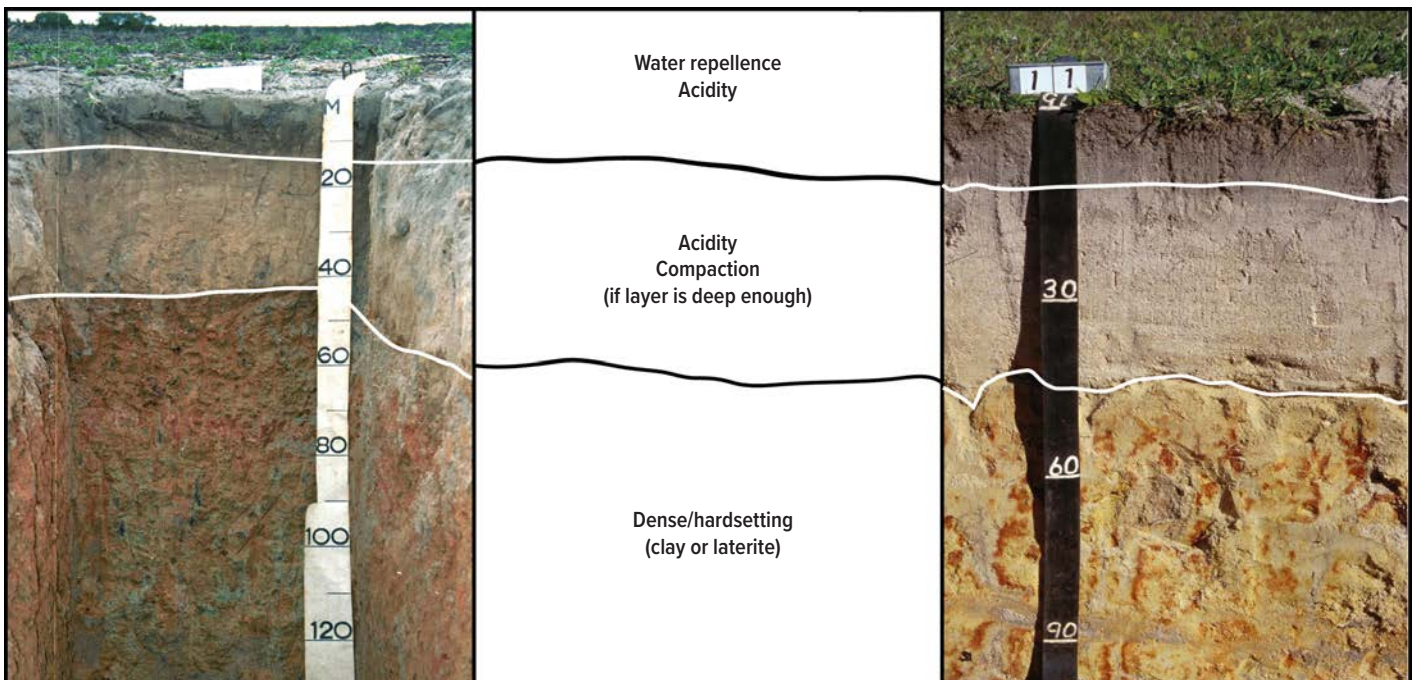 M
20
40
60
80
100
120
Water repellence
Acidity
Acidity
Compaction
(if layer is deep enough)
Dense/hardsetting
(clay or laterite)
1 1
30
60
90